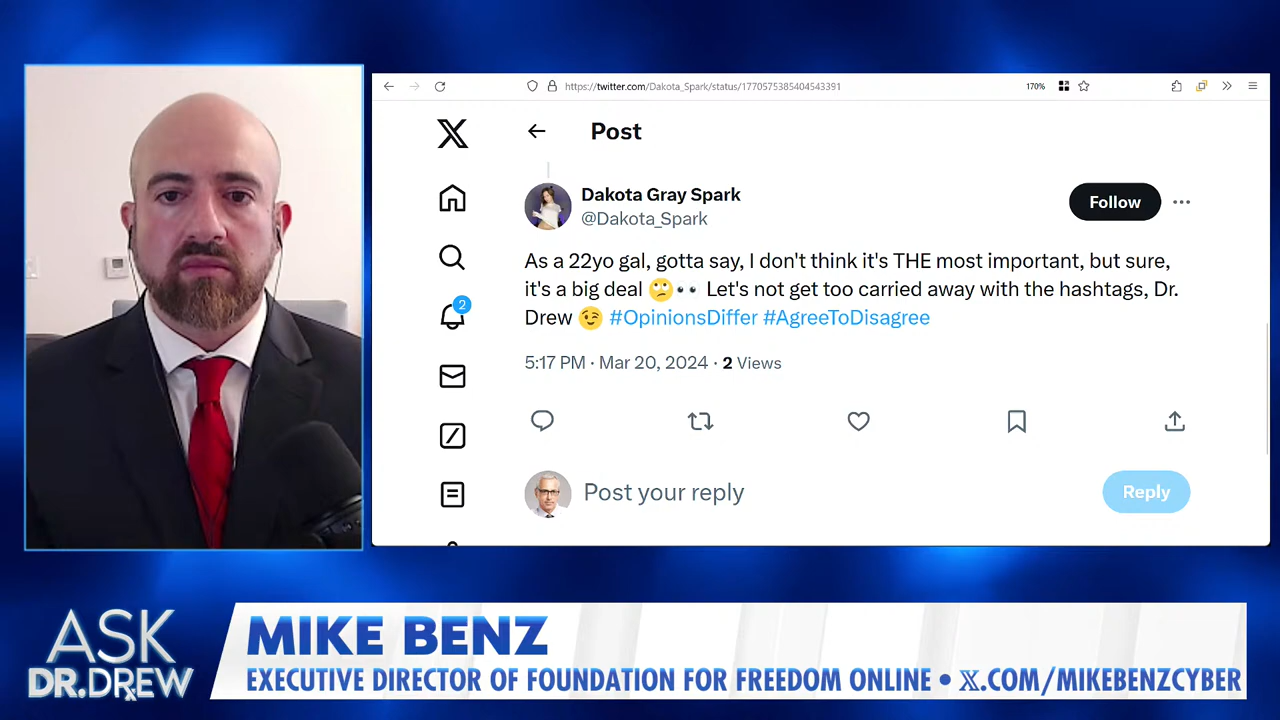 https://twitter.com/Dakota_Spark/status/1770575385404543391
170%
Post
Dakota Gray Spark
@Dakota_Spark
Follow
As a 22yo gal, gotta say, I don't think it's THE most important, but sure,
it's a big deal 🙄👀 Let's not get too carried away with the hashtags, Dr.
Drew 😉 #OpinionsDiffer #AgreeToDisagree
5:17 PM · Mar 20, 2024 · 2 Views
2
Post your reply
Reply
ASK
DR. DREW
MIKE BENZ
EXECUTIVE DIRECTOR OF FOUNDATION FOR FREEDOM ONLINE • X.COM/MIKEBENZCYBER